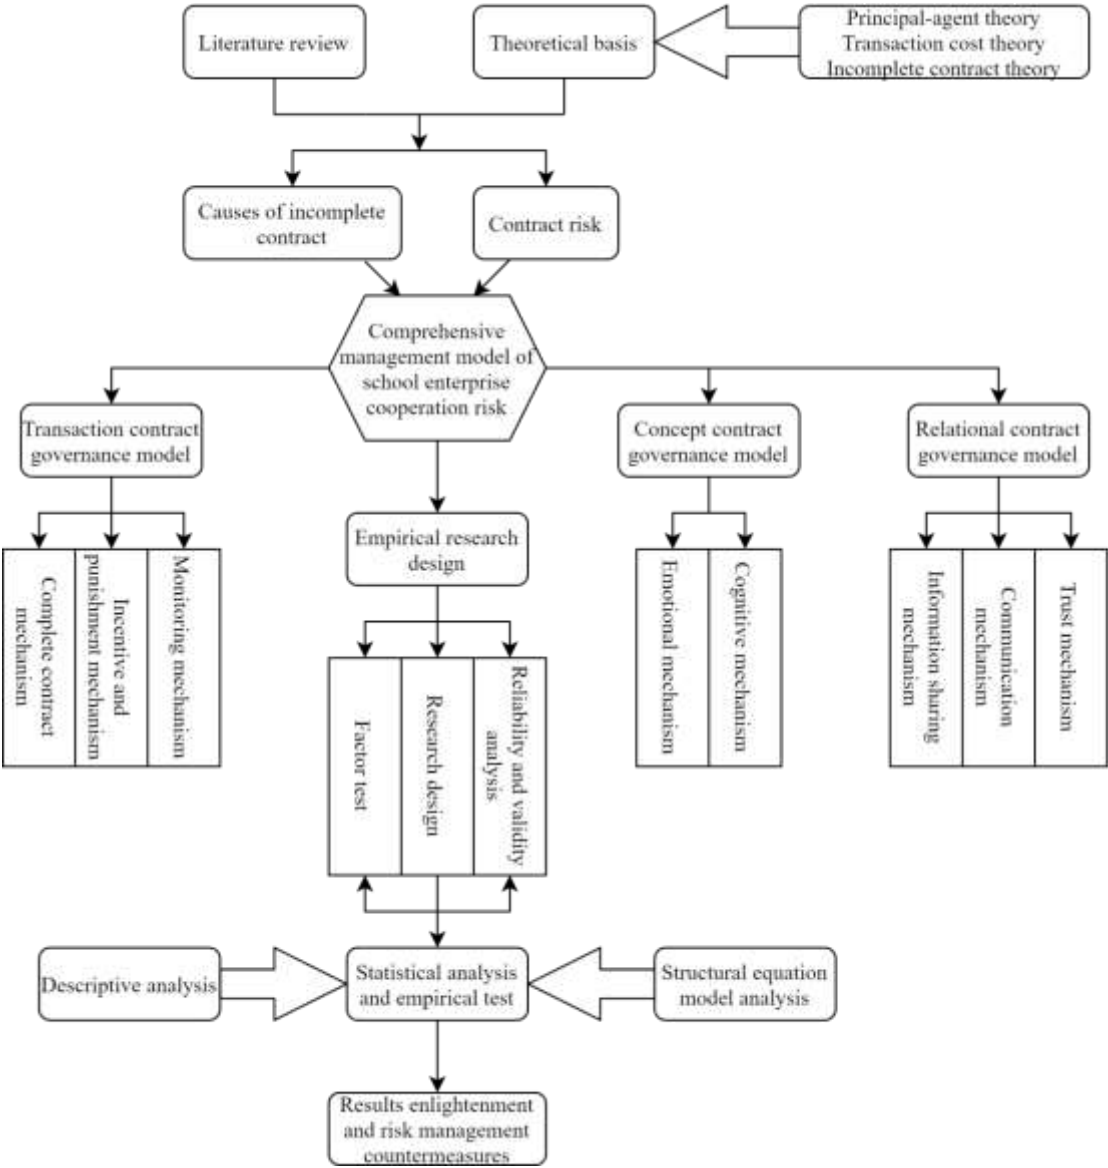 Literature review
Theoretical basis
Principal-agent theory
Transaction cost theory
Incomplete contract theory
Causes of incomplete
contract
Contract risk
Comprehensive
management model of
school enterprise
cooperation risk
Transaction contract
governance model
Concept contract
governance model
Relational contract
governance model
Empirical research
design
Complete contract
mechanism
Incentive and
punishment mechanism
Monitoring mechanism
Emotional mechanism
Cognitive mechanism
Information sharing
mechanism
Communication
mechanism
Trust mechanism
Factor test
Research design
Reliability and validity
analysis
Descriptive analysis
Statistical analysis
and empirical test
Structural equation
model analysis
Results enlightenment
and risk management
countermeasures